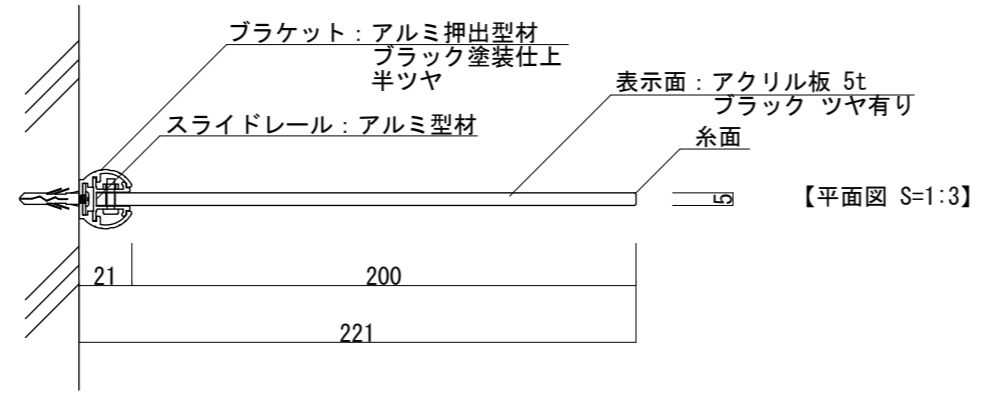 ブラケット：アルミ押出型材
ブラック塗装仕上
半ツヤ
表示面：アクリル板 5t
ブラック ツヤ有り
スライドレール：アルミ型材
糸面
5
【平面図 S=1:3】
21
200
221